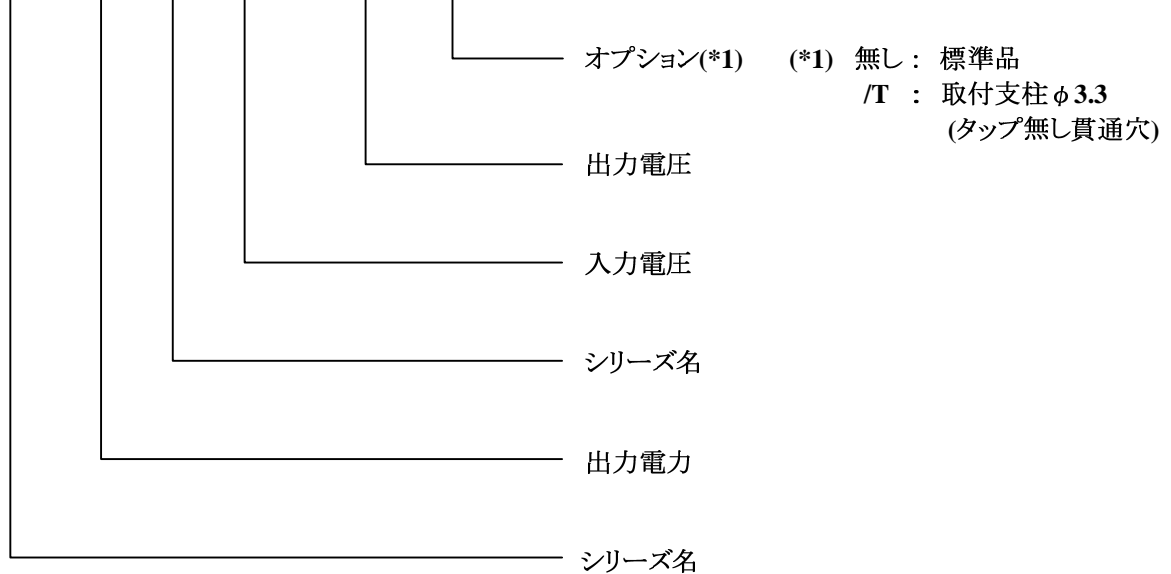 オプション(*1) (*1) 無し : 標準品
/T : 取付支柱φ3.3
(タップ無し貫通穴)
出力電圧
入力電圧
シリーズ名
出力電力
シリーズ名